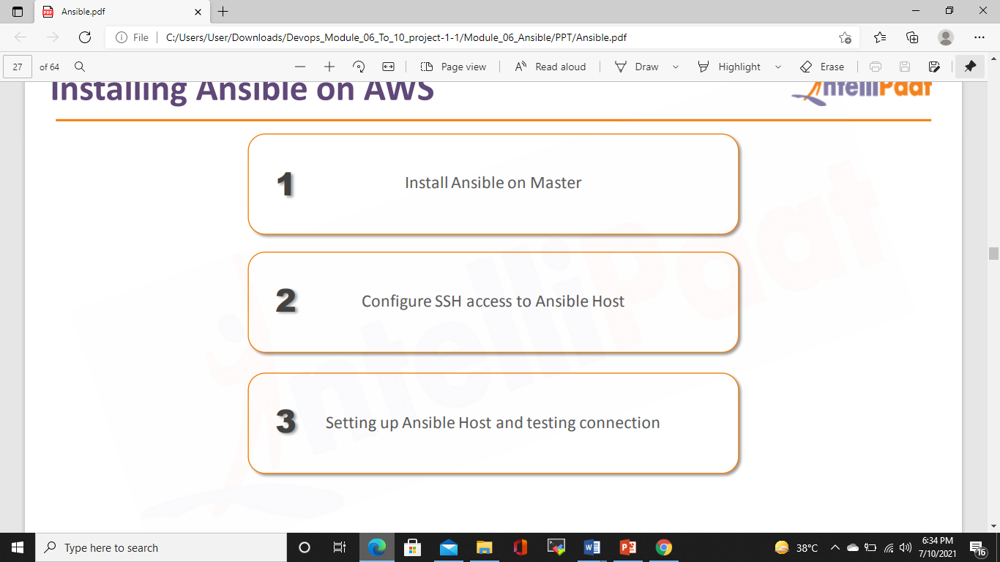 Ansible.pdf
File
C:/Users/User/Downloads/Devops_Module_06_To_10_project-1-1/Module_06_Ansible/PPT/Ansible.pdf
27 of 64
Page view
Read aloud
Draw
Highlight
Erase
Installing Ansible on AWS
IntelliPaat
1 Install Ansible on Master
2 Configure SSH access to Ansible Host
3 Setting up Ansible Host and testing connection
IntelliPaat
Type here to search
38°C
6:34 PM
7/10/2021
16